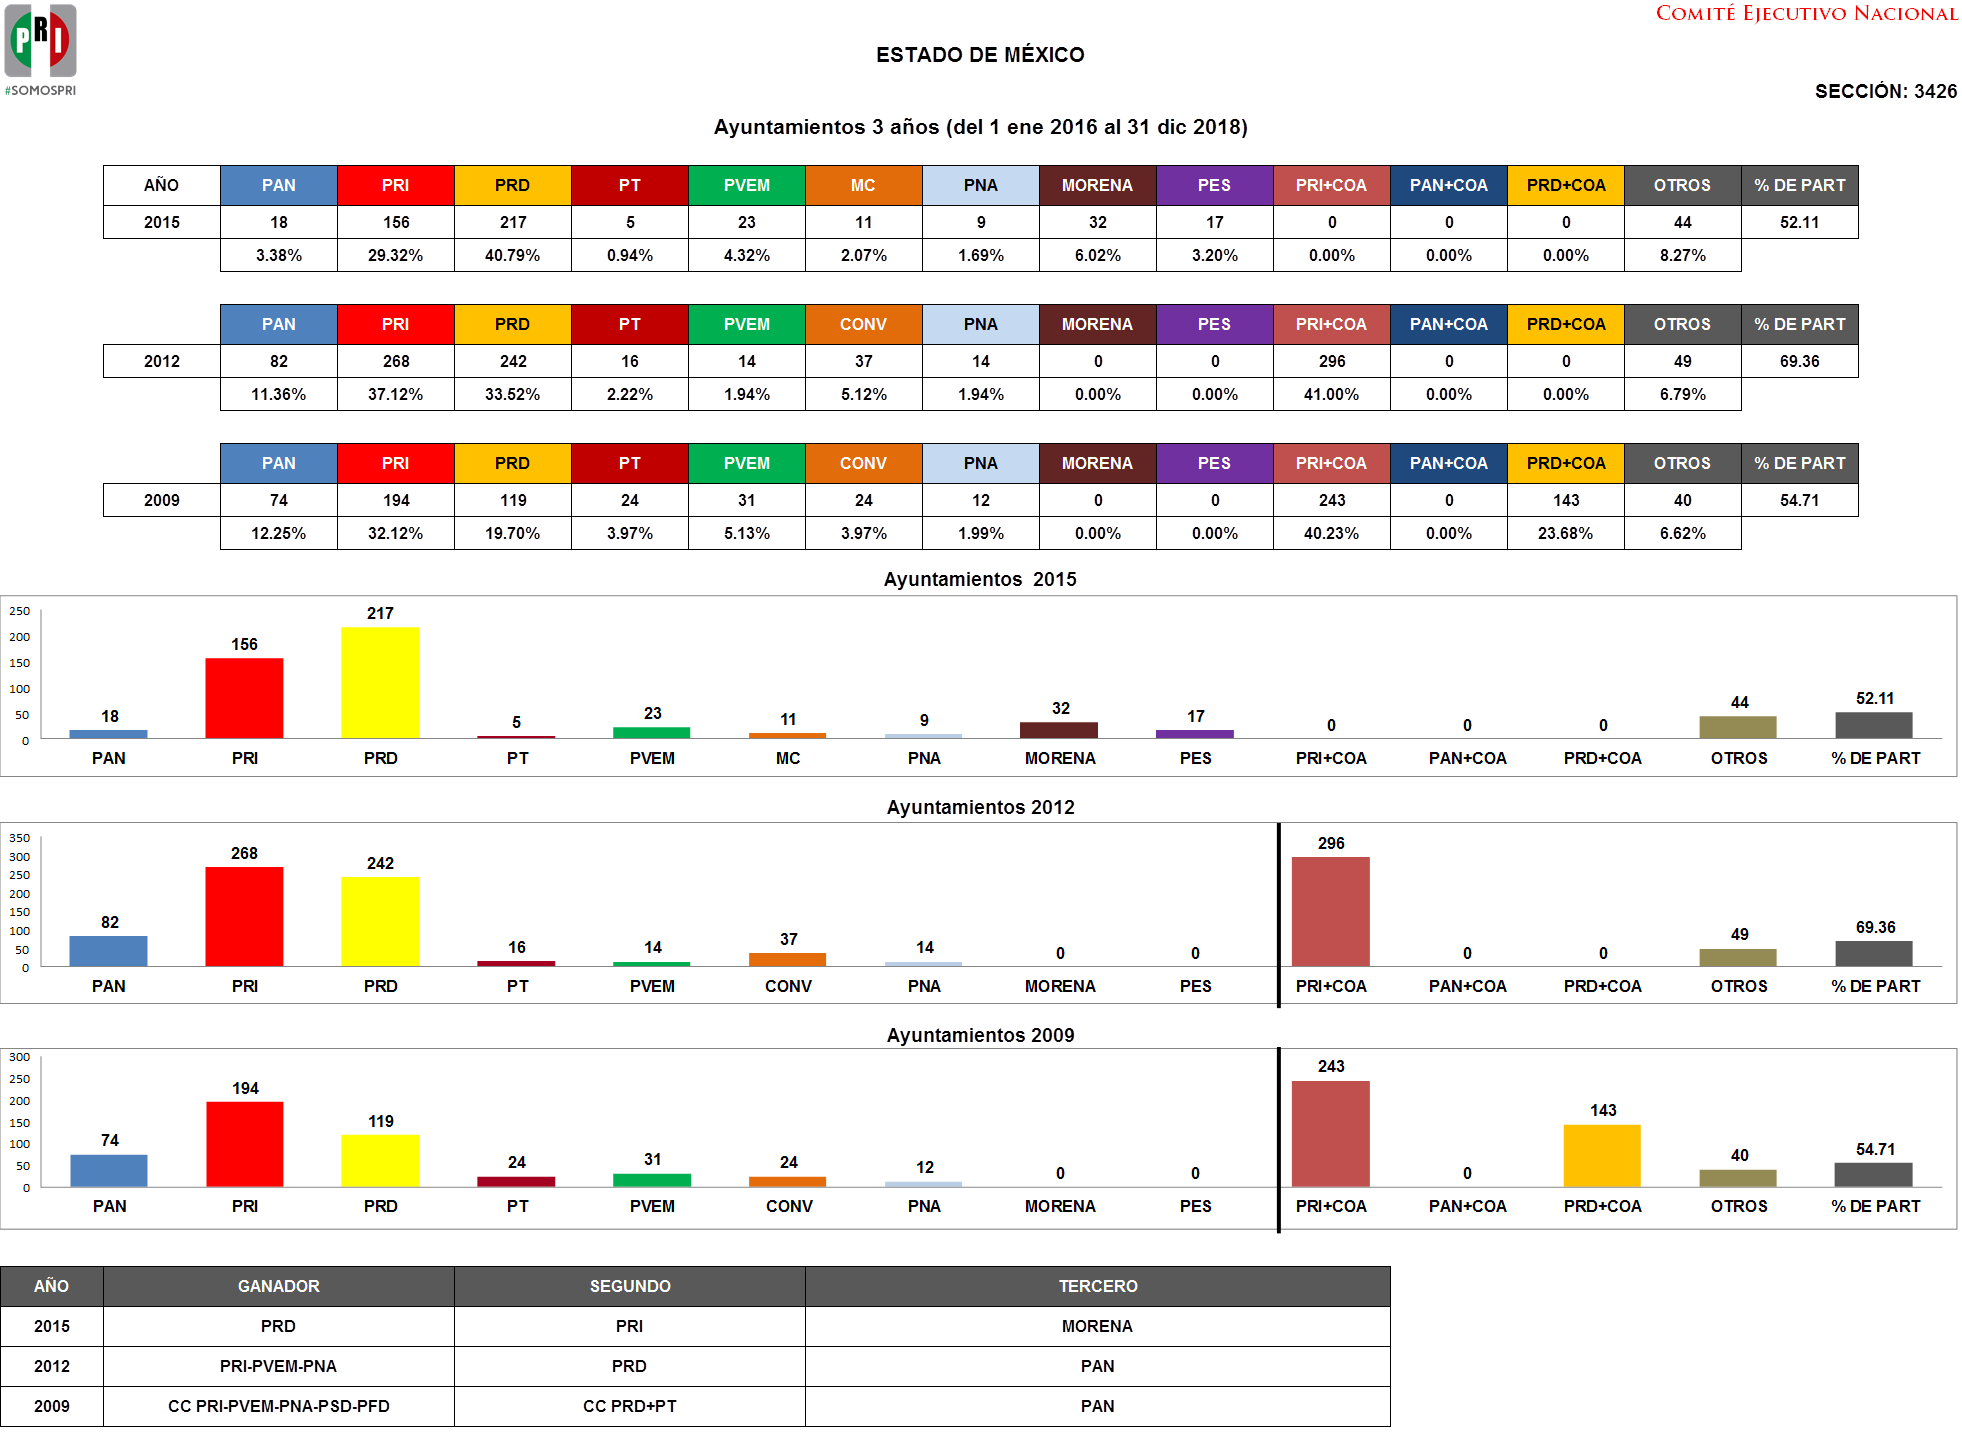 PRI
#SOMOSPRI
COMITÉ EJECUTIVO NACIONAL
ESTADO DE MÉXICO
SECCIÓN: 3426
Ayuntamientos 3 años (del 1 ene 2016 al 31 dic 2018)
AÑO PAN PRI PRD PT PVEM MC PNA MORENA PES PRI+COA PAN+COA PRD+COA OTROS % DE PART
2015 18 156 217 5 23 11 9 32 17 0 0 0 44 52.11
3.38% 29.32% 40.79% 0.94% 4.32% 2.07% 1.69% 6.02% 3.20% 0.00% 0.00% 0.00% 8.27%
PAN PRI PRD PT PVEM CONV PNA MORENA PES PRI+COA PAN+COA PRD+COA OTROS % DE PART
2012 82 268 242 16 14 37 14 0 0 296 0 0 49 69.36
11.36% 37.12% 33.52% 2.22% 1.94% 5.12% 1.94% 0.00% 0.00% 41.00% 0.00% 0.00% 6.79%
PAN PRI PRD PT PVEM CONV PNA MORENA PES PRI+COA PAN+COA PRD+COA OTROS % DE PART
2009 74 194 119 24 31 24 12 0 0 243 0 143 40 54.71
12.25% 32.12% 19.70% 3.97% 5.13% 3.97% 1.99% 0.00% 0.00% 40.23% 0.00% 23.68% 6.62%
Ayuntamientos 2015
250
200
150
100
50
0
18 156 217 5 23 11 9 32 17 0 0 0 44 52.11
PAN PRI PRD PT PVEM MC PNA MORENA PES PRI+COA PAN+COA PRD+COA OTROS % DE PART
Ayuntamientos 2012
350
300
250
200
150
100
50
0
82 268 242 16 14 37 14 0 0 296 0 0 49 69.36
PAN PRI PRD PT PVEM CONV PNA MORENA PES PRI+COA PAN+COA PRD+COA OTROS % DE PART
Ayuntamientos 2009
300
250
200
150
100
50
0
74 194 119 24 31 24 12 0 0 243 0 143 40 54.71
PAN PRI PRD PT PVEM CONV PNA MORENA PES PRI+COA PAN+COA PRD+COA OTROS % DE PART
AÑO GANADOR SEGUNDO TERCERO
2015 PRD PRI MORENA
2012 PRI-PVEM-PNA PRD PAN
2009 CC PRI-PVEM-PNA-PSD-PFD CC PRD+PT PAN